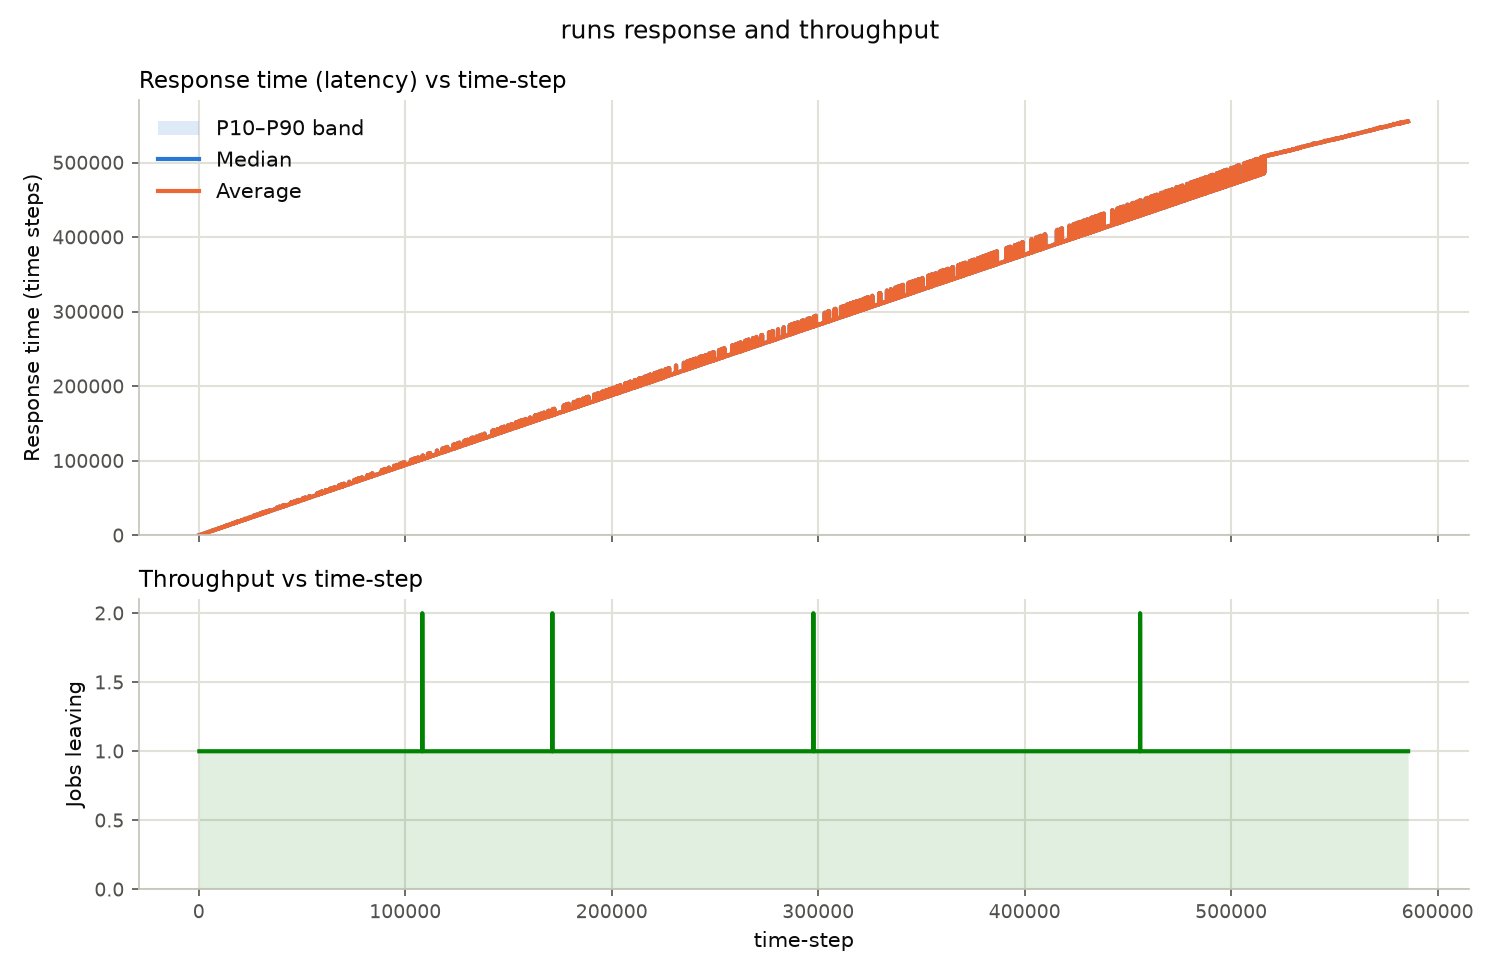 runs response and throughput
Response time (latency) vs time-step
P10–P90 band
Median
Average
Response time (time steps)
500000
400000
300000
200000
100000
0
Throughput vs time-step
Jobs leaving
2.0
1.5
1.0
0.5
0.0
0 100000 200000 300000 400000 500000 600000
time-step